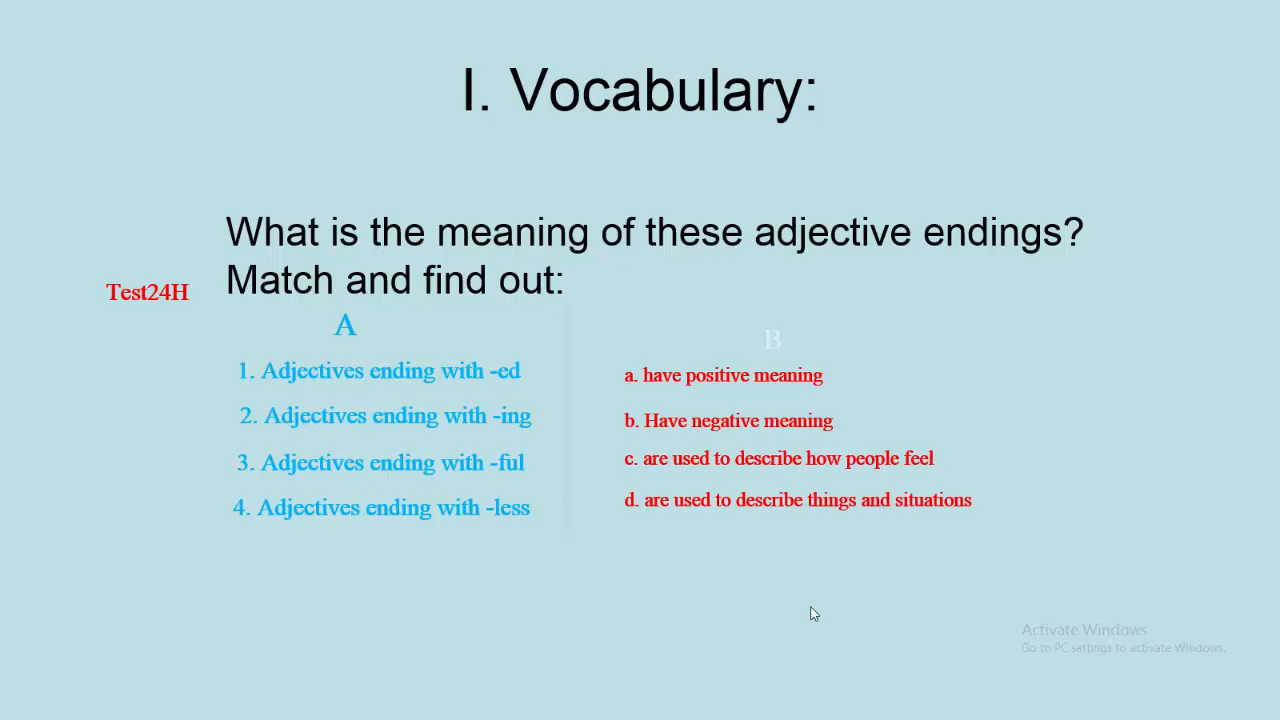 I. Vocabulary:
What is the meaning of these adjective endings?
Match and find out:
Test24H
A
B
1. Adjectives ending with -ed
a. have positive meaning
2. Adjectives ending with -ing
b. Have negative meaning
3. Adjectives ending with -ful
c. are used to describe how people feel
4. Adjectives ending with -less
d. are used to describe things and situations
Activate Windows
Go to PC settings to activate Windows.